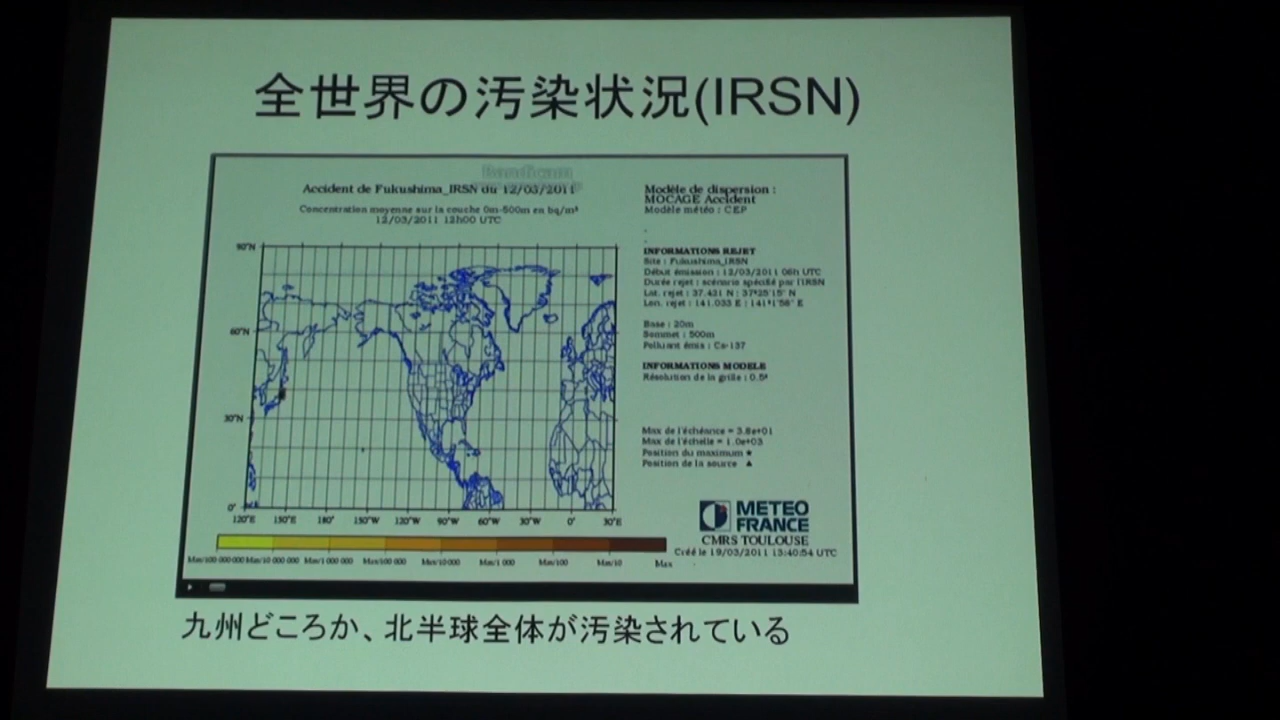 全世界の汚染状況(IRSN)
Accident de Fukushima_IRSN du 12/03/2011
Concentration moyenne sur la couche 0m-500m en bq/m³
12/03/2011 12h00 UTC
Modèle de dispersion :
MOCAGE Accident
Modèle météo : CEP
INFORMATIONS REJET
Site : Fukushima_IRSN
Début émission : 12/03/2011 06h UTC
Durée rejet : scénario spécifié par l'IRSN
Lat. rejet : 37.421 N : 37°25'15" N
Lon. rejet : 141.033 E : 141°1'58" E
Base : 20m
Sommet : 500m
Polluant émis : Cs-137
INFORMATIONS MODELE
Résolution de la grille : 0.5°
Max de l'échéance = 3.8e+01
Max de l'échelle = 1.0e+03
Position du maximum ★
Position de la source ▲
90°N
60°N
30°N
0°
120°E 150°E 180° 150°W 120°W 90°W 60°W 30°W 0° 30°E
METEO
FRANCE
CMRS TOULOUSE
Créé le 19/03/2011 13:40:54 UTC
Max/100 000 000 Max/10 000 000 Max/1 000 000 Max/100 000 Max/10 000 Max/1 000 Max/100 Max/10 Max
九州どころか、北半球全体が汚染されている